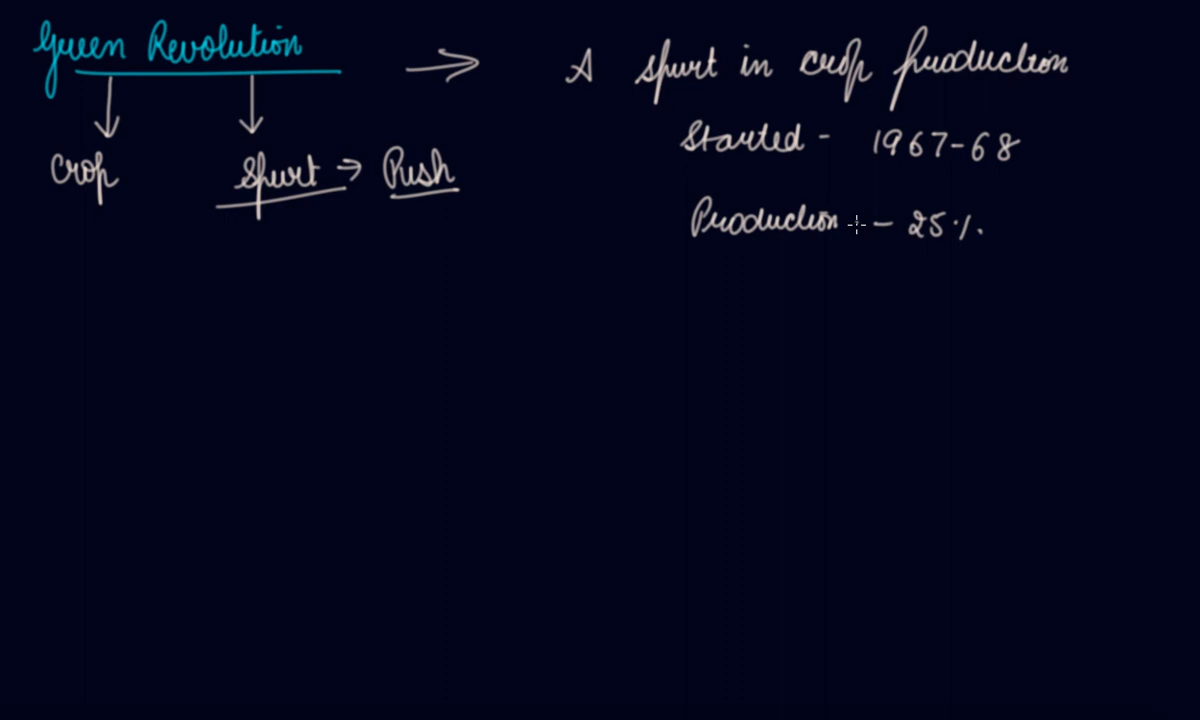 Green Revolution → A spurt in crop production
Started - 1967-68
Crop Spurt → Push
Production - 25%.